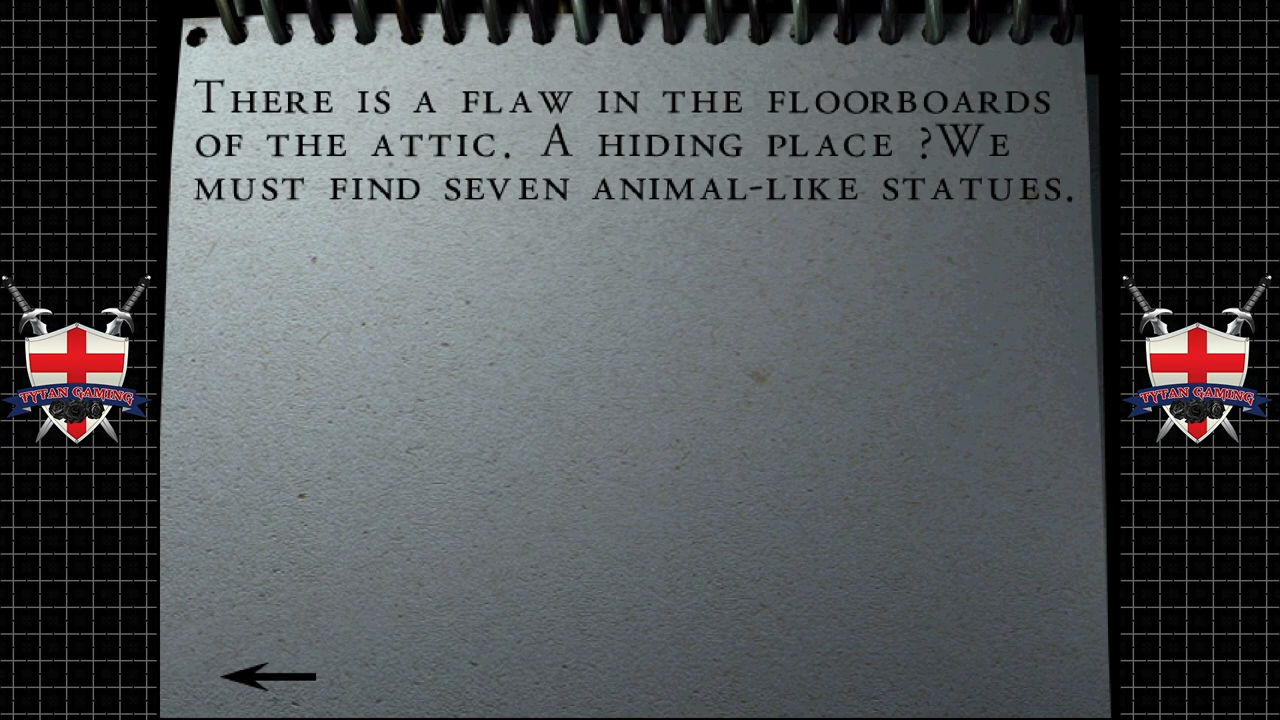 There is a flaw in the floorboards
of the attic. A hiding place ?We
must find seven animal-like statues.
TYTAN GAMING
TYTAN GAMING